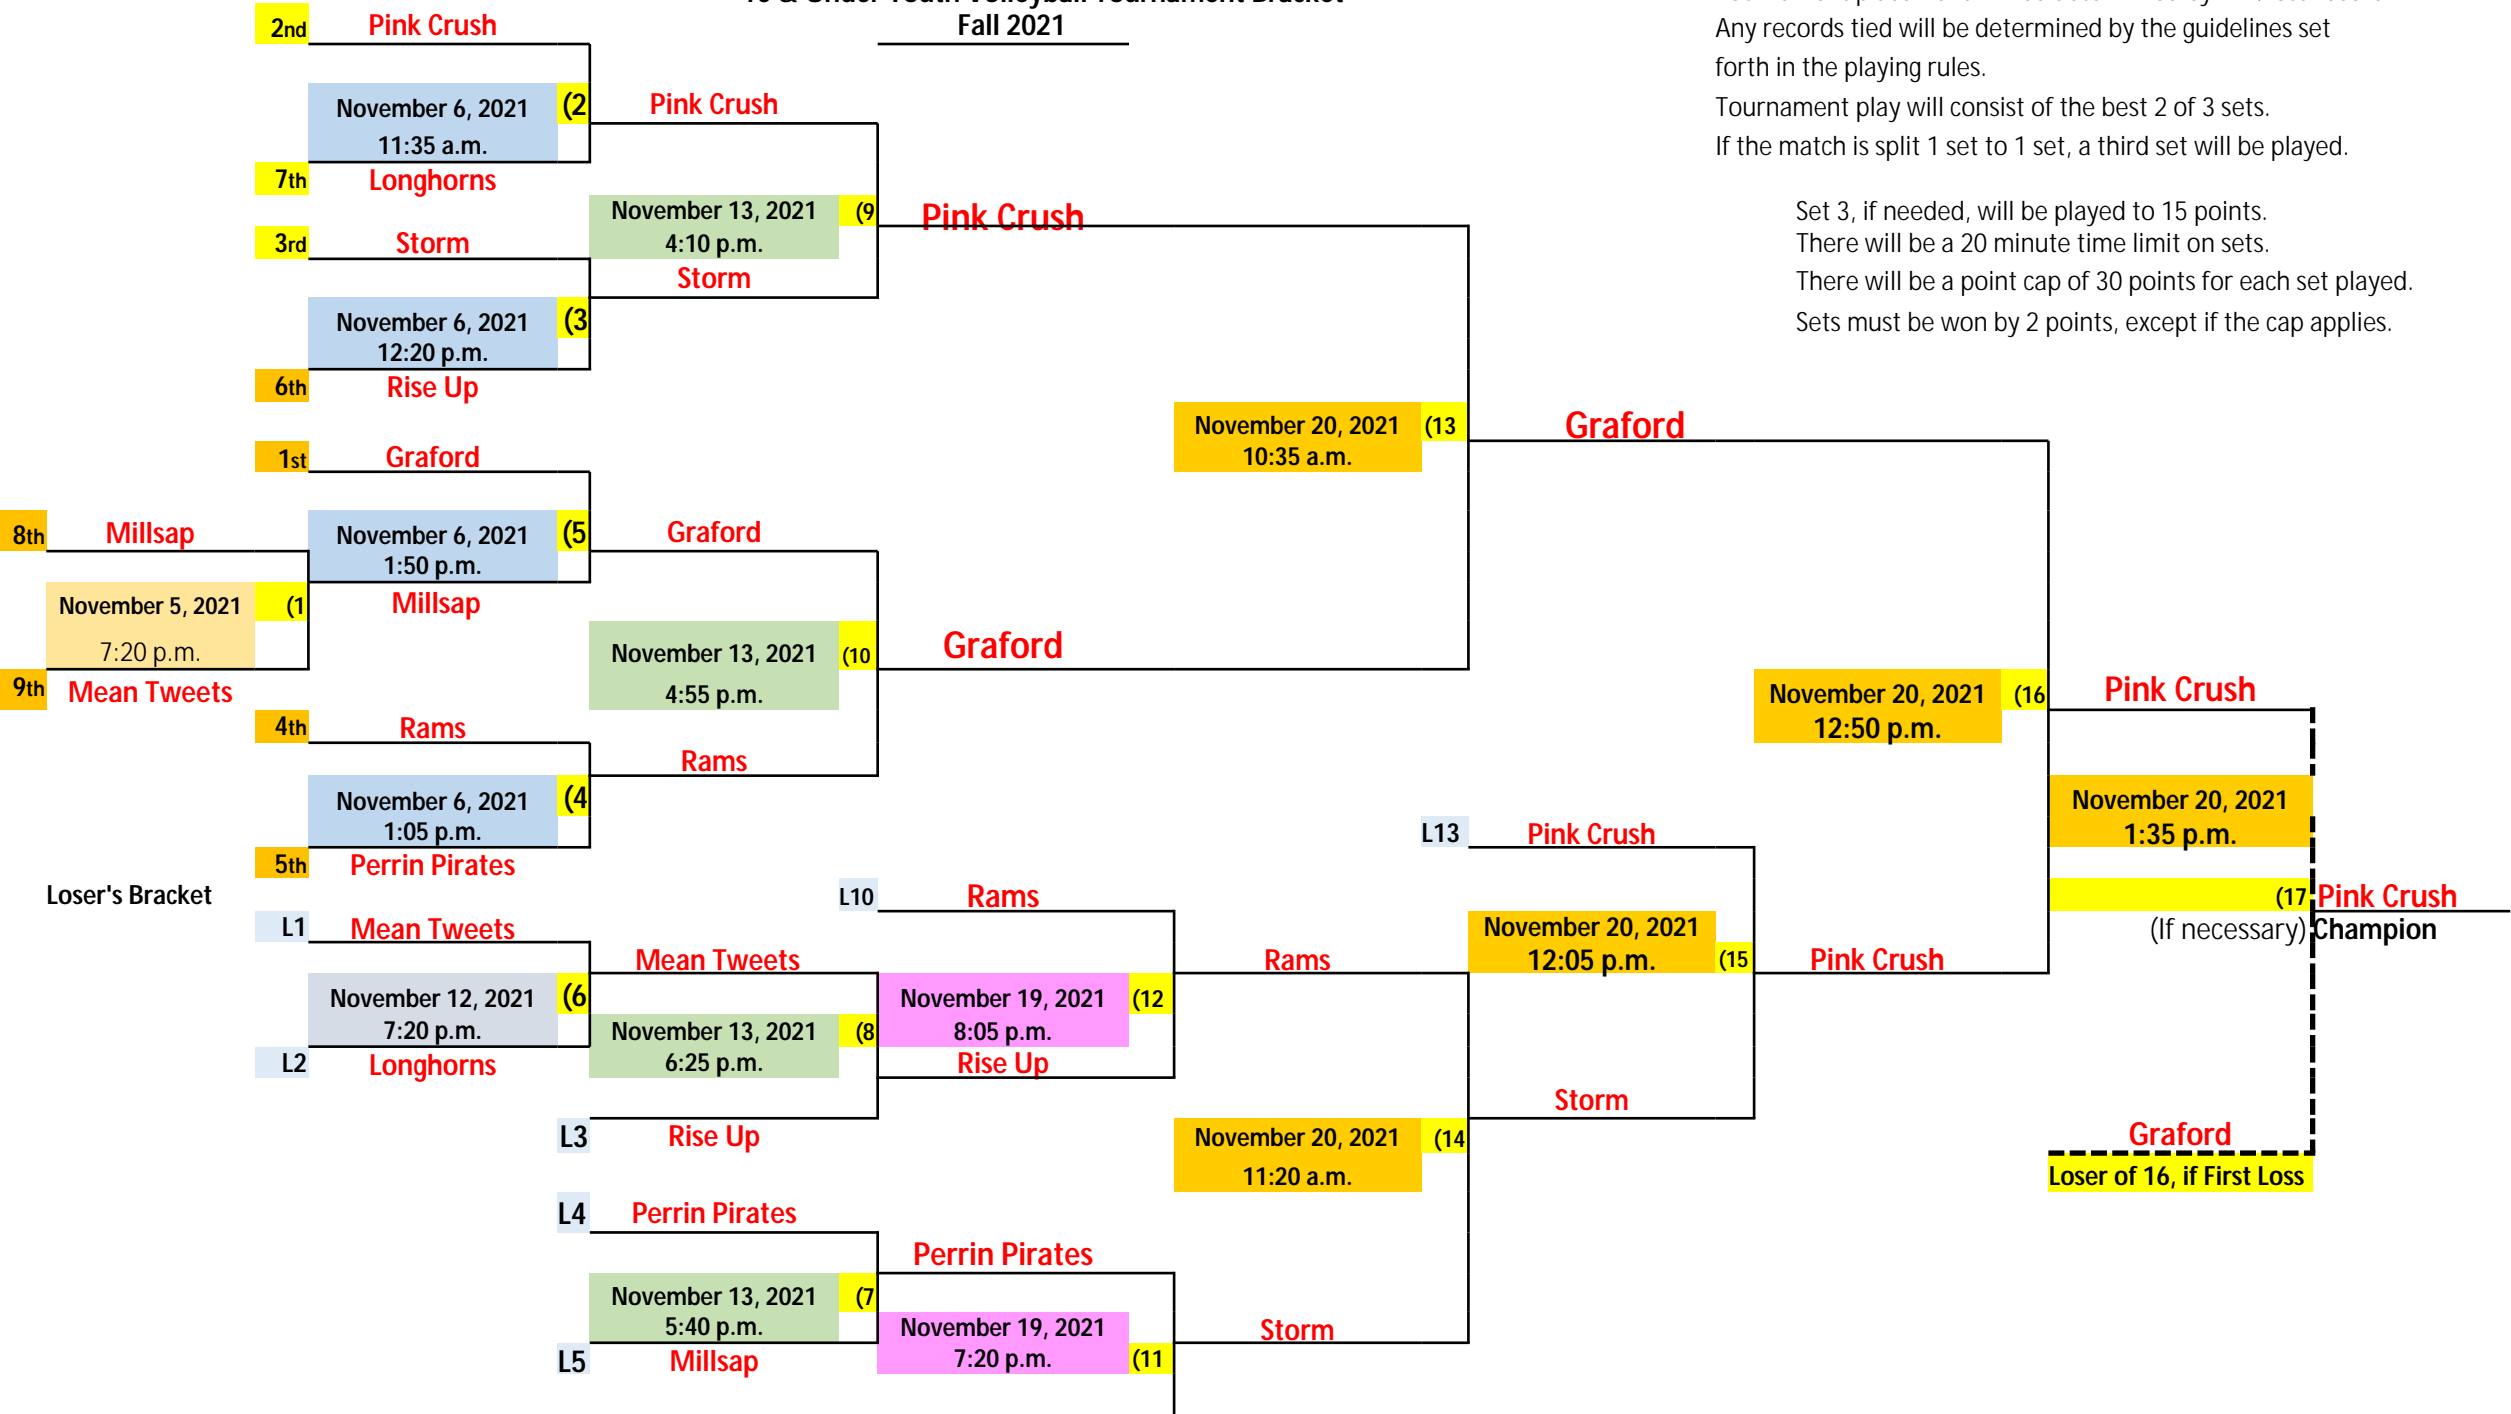 & Under Youth Volleyball Tournament Bracket
Fall 2021
Any records tied will be determined by the guidelines set
forth in the playing rules.
Tournament play will consist of the best 2 of 3 sets.
If the match is split 1 set to 1 set, a third set will be played.
Set 3, if needed, will be played to 15 points.
There will be a 20 minute time limit on sets.
There will be a point cap of 30 points for each set played.
Sets must be won by 2 points, except if the cap applies.
2nd Pink Crush
November 6, 2021 (2
11:35 a.m.
Pink Crush
7th Longhorns
November 13, 2021 (9
4:10 p.m.
Pink Crush
3rd Storm
Storm
November 6, 2021 (3
12:20 p.m.
6th Rise Up
November 20, 2021 (13
10:35 a.m.
Graford
1st Graford
8th Millsap
November 6, 2021 (5
1:50 p.m.
Graford
November 5, 2021 (1
7:20 p.m.
Millsap
9th Mean Tweets
November 13, 2021 (10
4:55 p.m.
Graford
4th Rams
Rams
November 20, 2021 (16
12:50 p.m.
Pink Crush
November 6, 2021 (4
1:05 p.m.
5th Perrin Pirates
November 20, 2021
1:35 p.m.
L13 Pink Crush
Loser's Bracket
L10 Rams
(17 Pink Crush
(If necessary) Champion
L1 Mean Tweets
Mean Tweets
Rams
November 20, 2021
12:05 p.m. (15
Pink Crush
November 12, 2021 (6
7:20 p.m.
November 13, 2021 (8
6:25 p.m.
November 19, 2021 (12
8:05 p.m.
L2 Longhorns
Rise Up
Storm
L3 Rise Up
November 20, 2021 (14
11:20 a.m.
Graford
Loser of 16, if First Loss
L4 Perrin Pirates
Perrin Pirates
November 13, 2021 (7
5:40 p.m.
November 19, 2021
7:20 p.m. (11
Storm
L5 Millsap